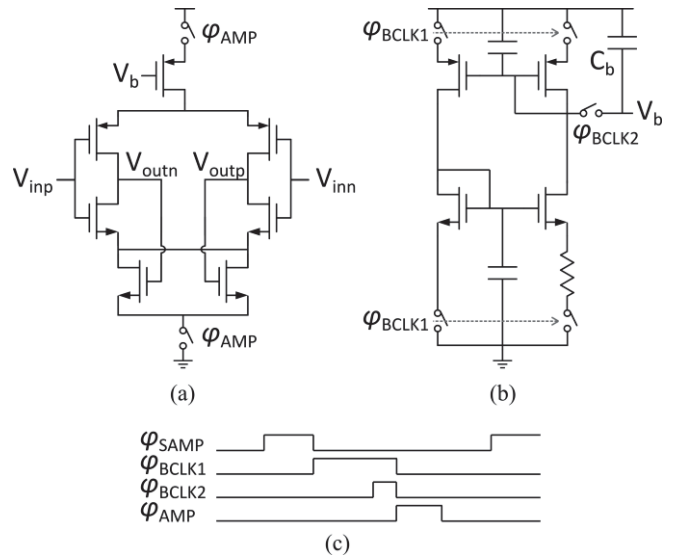 φAMP
Vb
Vinp
Voutn
Voutp
Vinn
φAMP
(a)
φBCLK1
Cb
Vb
φBCLK2
φBCLK1
(b)
φSAMP
φBCLK1
φBCLK2
φAMP
(c)